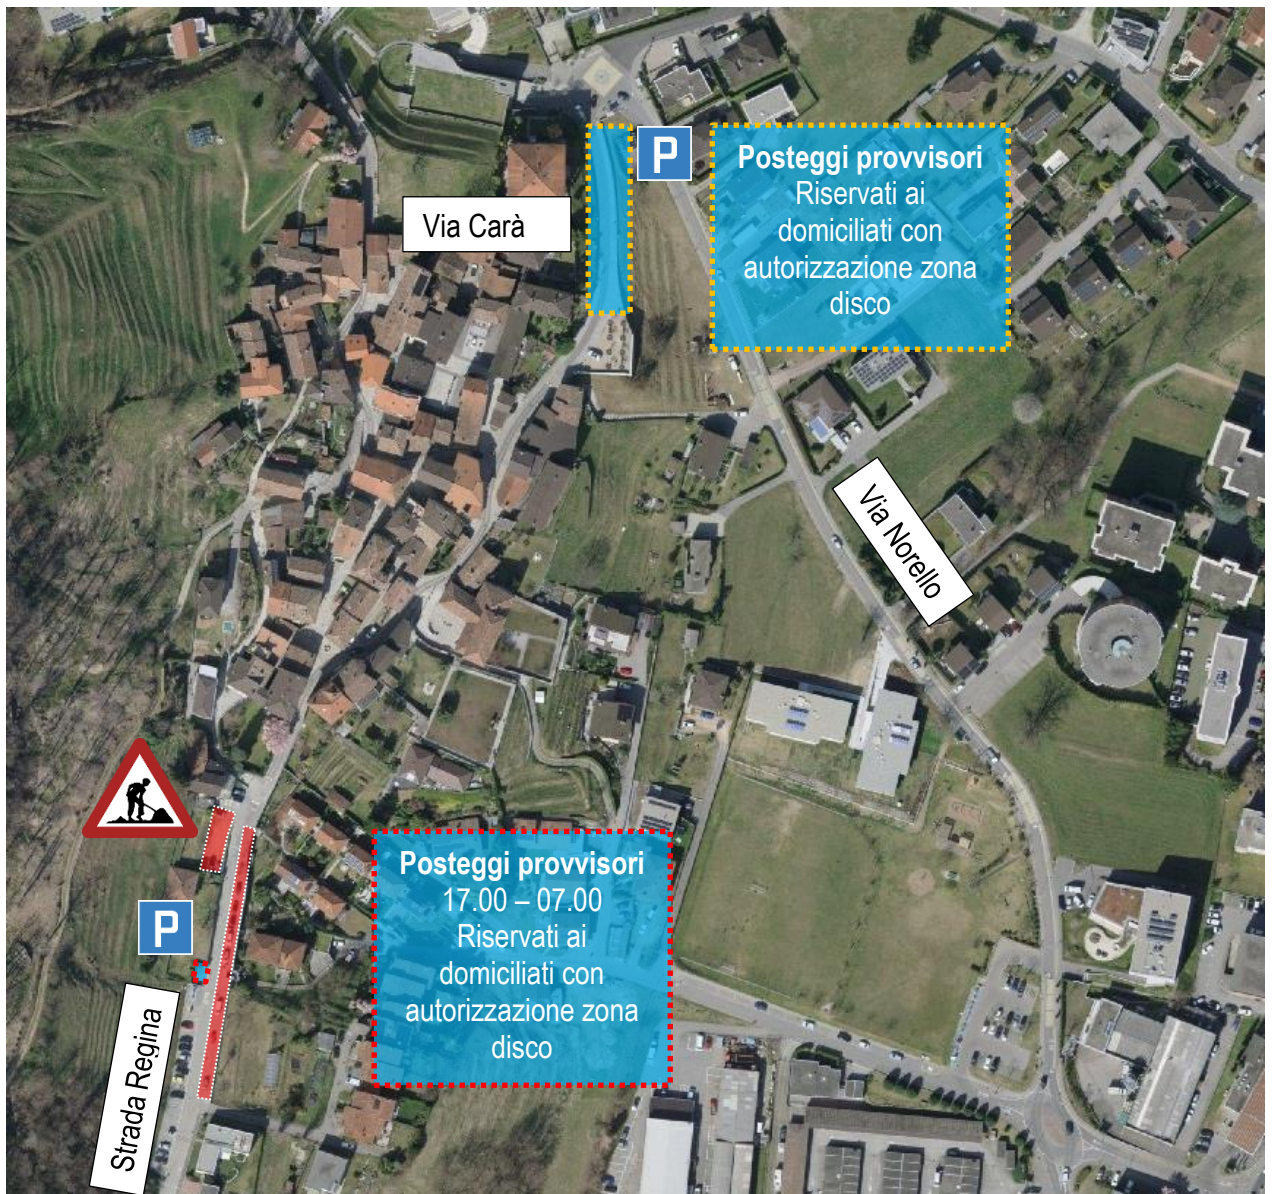 P
Posteggi provvisori
Riservati ai
domiciliati con
autorizzazione zona
disco
Via Carà
Via Norello
Posteggi provvisori
17.00 – 07.00
Riservati ai
domiciliati con
autorizzazione zona
disco
P
Strada Regina